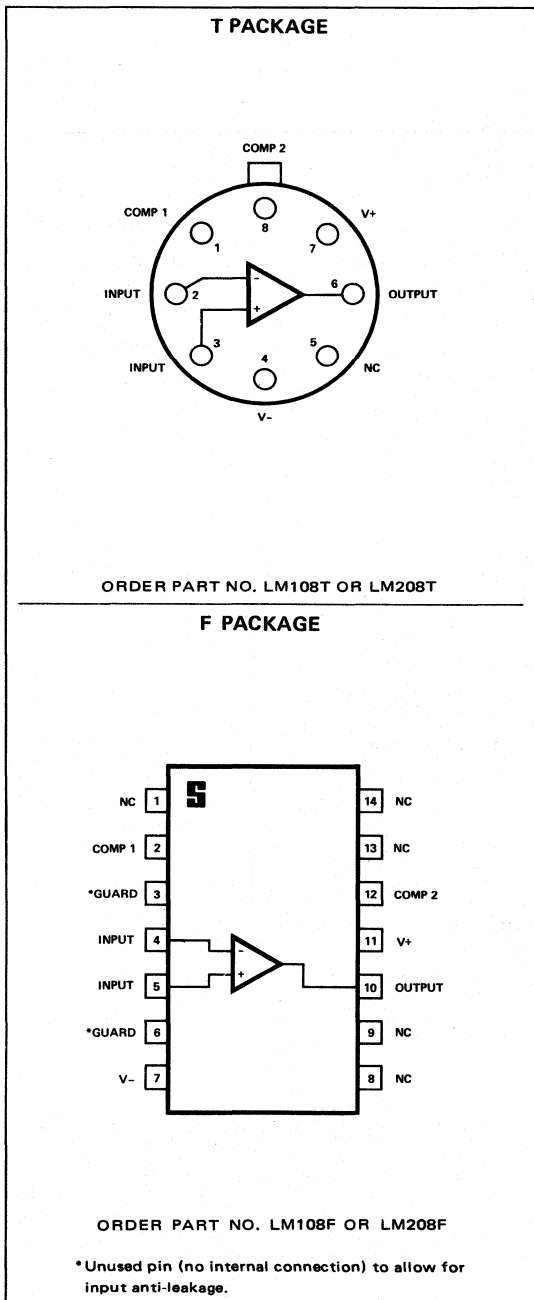 T PACKAGE
COMP 2
COMP 1
V+
8
1
7
INPUT
2
−
6
OUTPUT
+
INPUT
3
5
NC
4
V−
ORDER PART NO. LM108T OR LM208T
F PACKAGE
NC 1
14 NC
COMP 1 2
13 NC
*GUARD 3
12 COMP 2
INPUT 4
−
11 V+
INPUT 5
+
10 OUTPUT
*GUARD 6
9 NC
V− 7
8 NC
ORDER PART NO. LM108F OR LM208F
*Unused pin (no internal connection) to allow for
input anti-leakage.